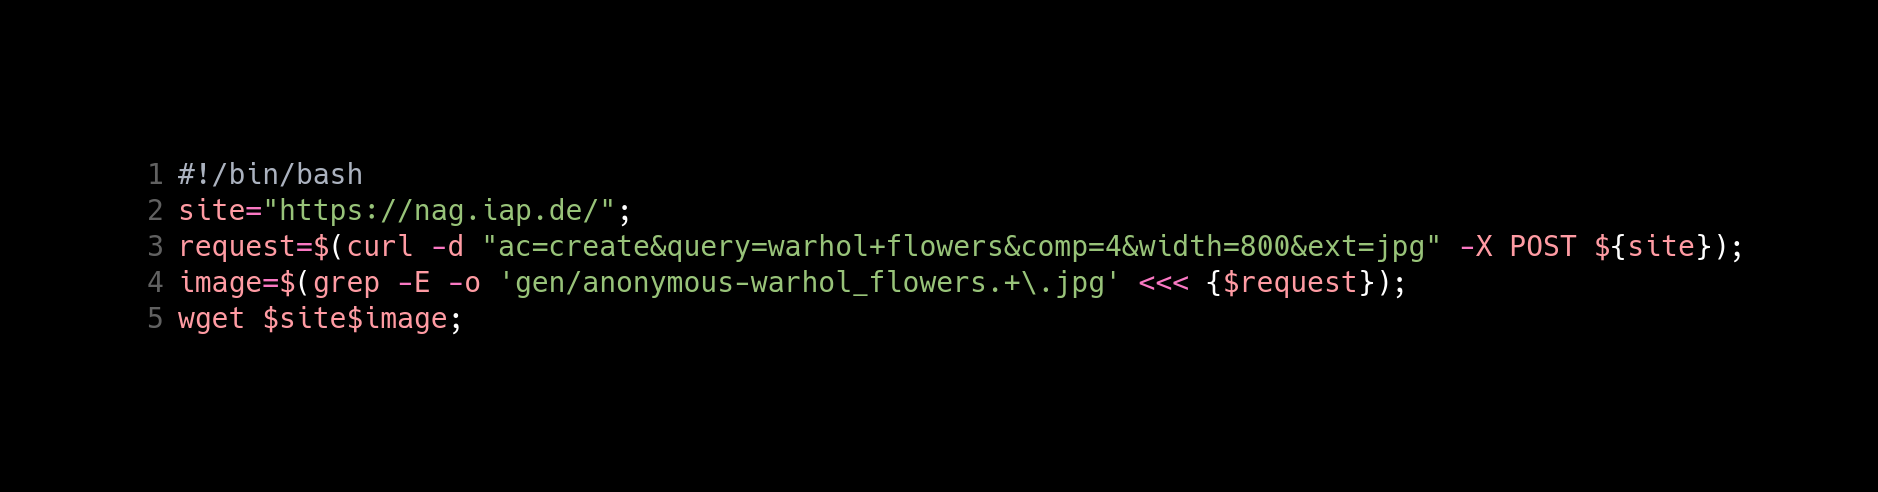 1 #!/bin/bash
2 site="https://nag.iap.de/";
3 request=$(curl -d "ac=create&query=warhol+flowers&comp=4&width=800&ext=jpg" -X POST ${site});
4 image=$(grep -E -o 'gen/anonymous-warhol_flowers.+\.jpg' <<< {$request});
5 wget $site$image;